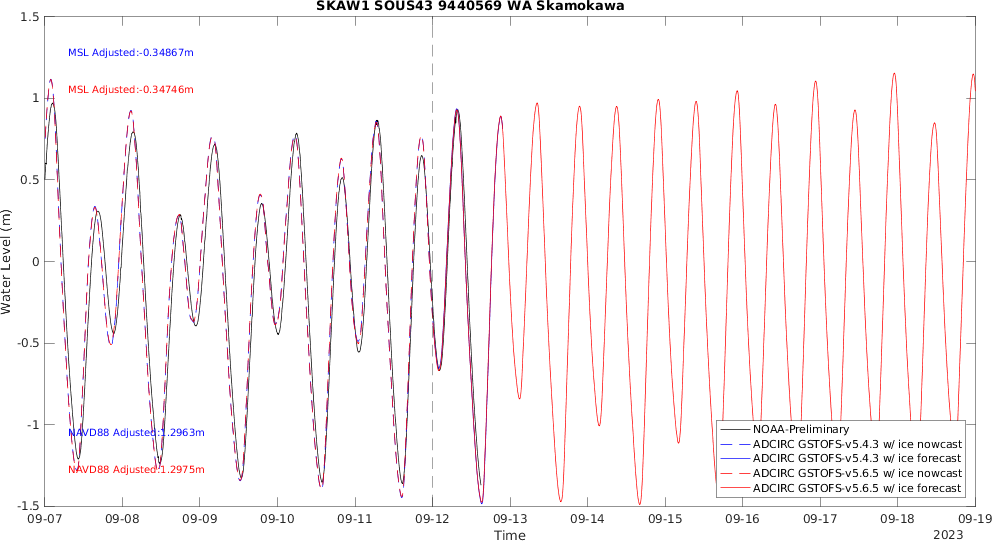 SKAW1 SOUS43 9440569 WA Skamokawa
1.5
1
0.5
0
-0.5
-1
-1.5
Water Level (m)
MSL Adjusted:-0.34867m
MSL Adjusted:-0.34746m
NAVD88 Adjusted:1.2963m
NAVD88 Adjusted:1.2975m
NOAA-Preliminary
ADCIRC GSTOFS-v5.4.3 w/ ice nowcast
ADCIRC GSTOFS-v5.4.3 w/ ice forecast
ADCIRC GSTOFS-v5.6.5 w/ ice nowcast
ADCIRC GSTOFS-v5.6.5 w/ ice forecast
09-07 09-08 09-09 09-10 09-11 09-12 09-13 09-14 09-15 09-16 09-17 09-18 09-19
Time
2023